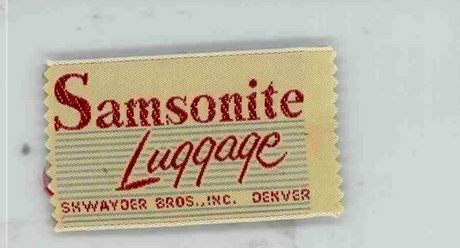 Samsonite
Luggage
SHWAYDER BROS., INC. DENVER